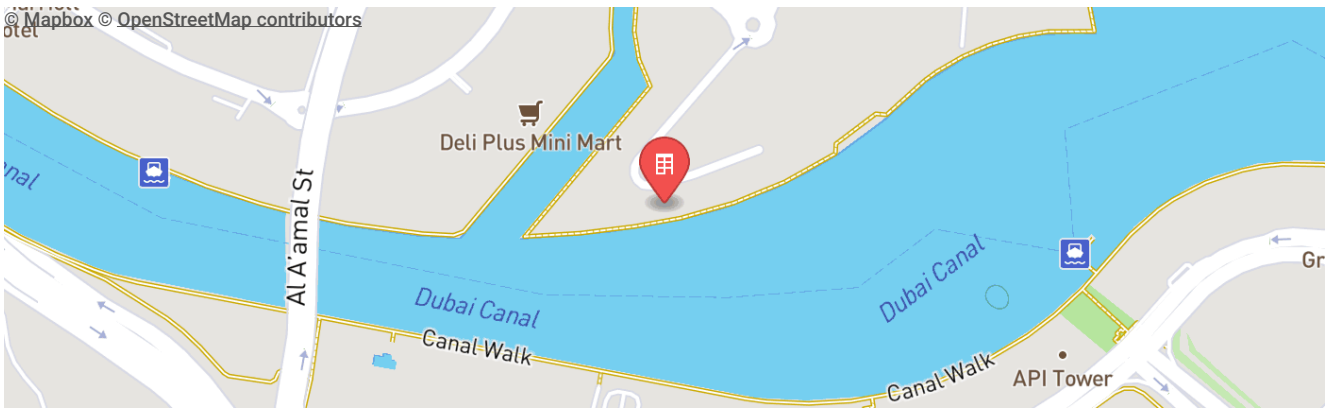 © Mapbox © OpenStreetMap contributors
Deli Plus Mini Mart
Al A'amal St
Dubai Canal
Dubai Canal
Canal Walk
Canal Walk
API Tower